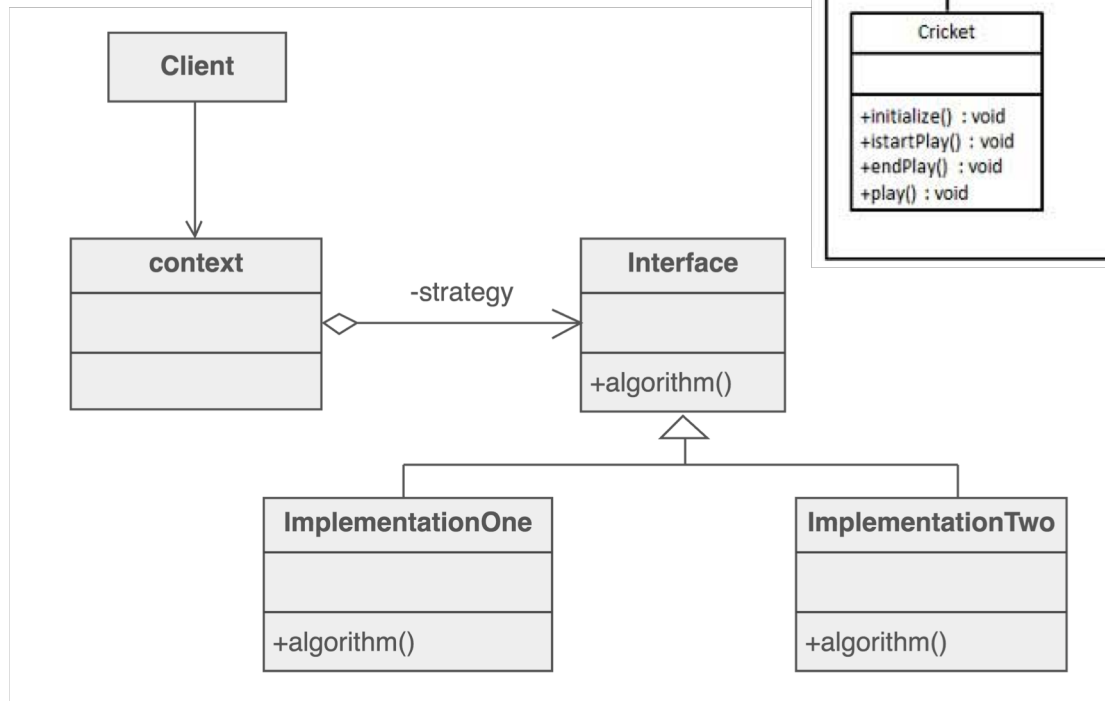 Client
context
-strategy
Interface
+algorithm()
ImplementationOne
+algorithm()
ImplementationTwo
+algorithm()
Cricket
+initialize() : void
+istartPlay() : void
+endPlay() : void
+play() : void